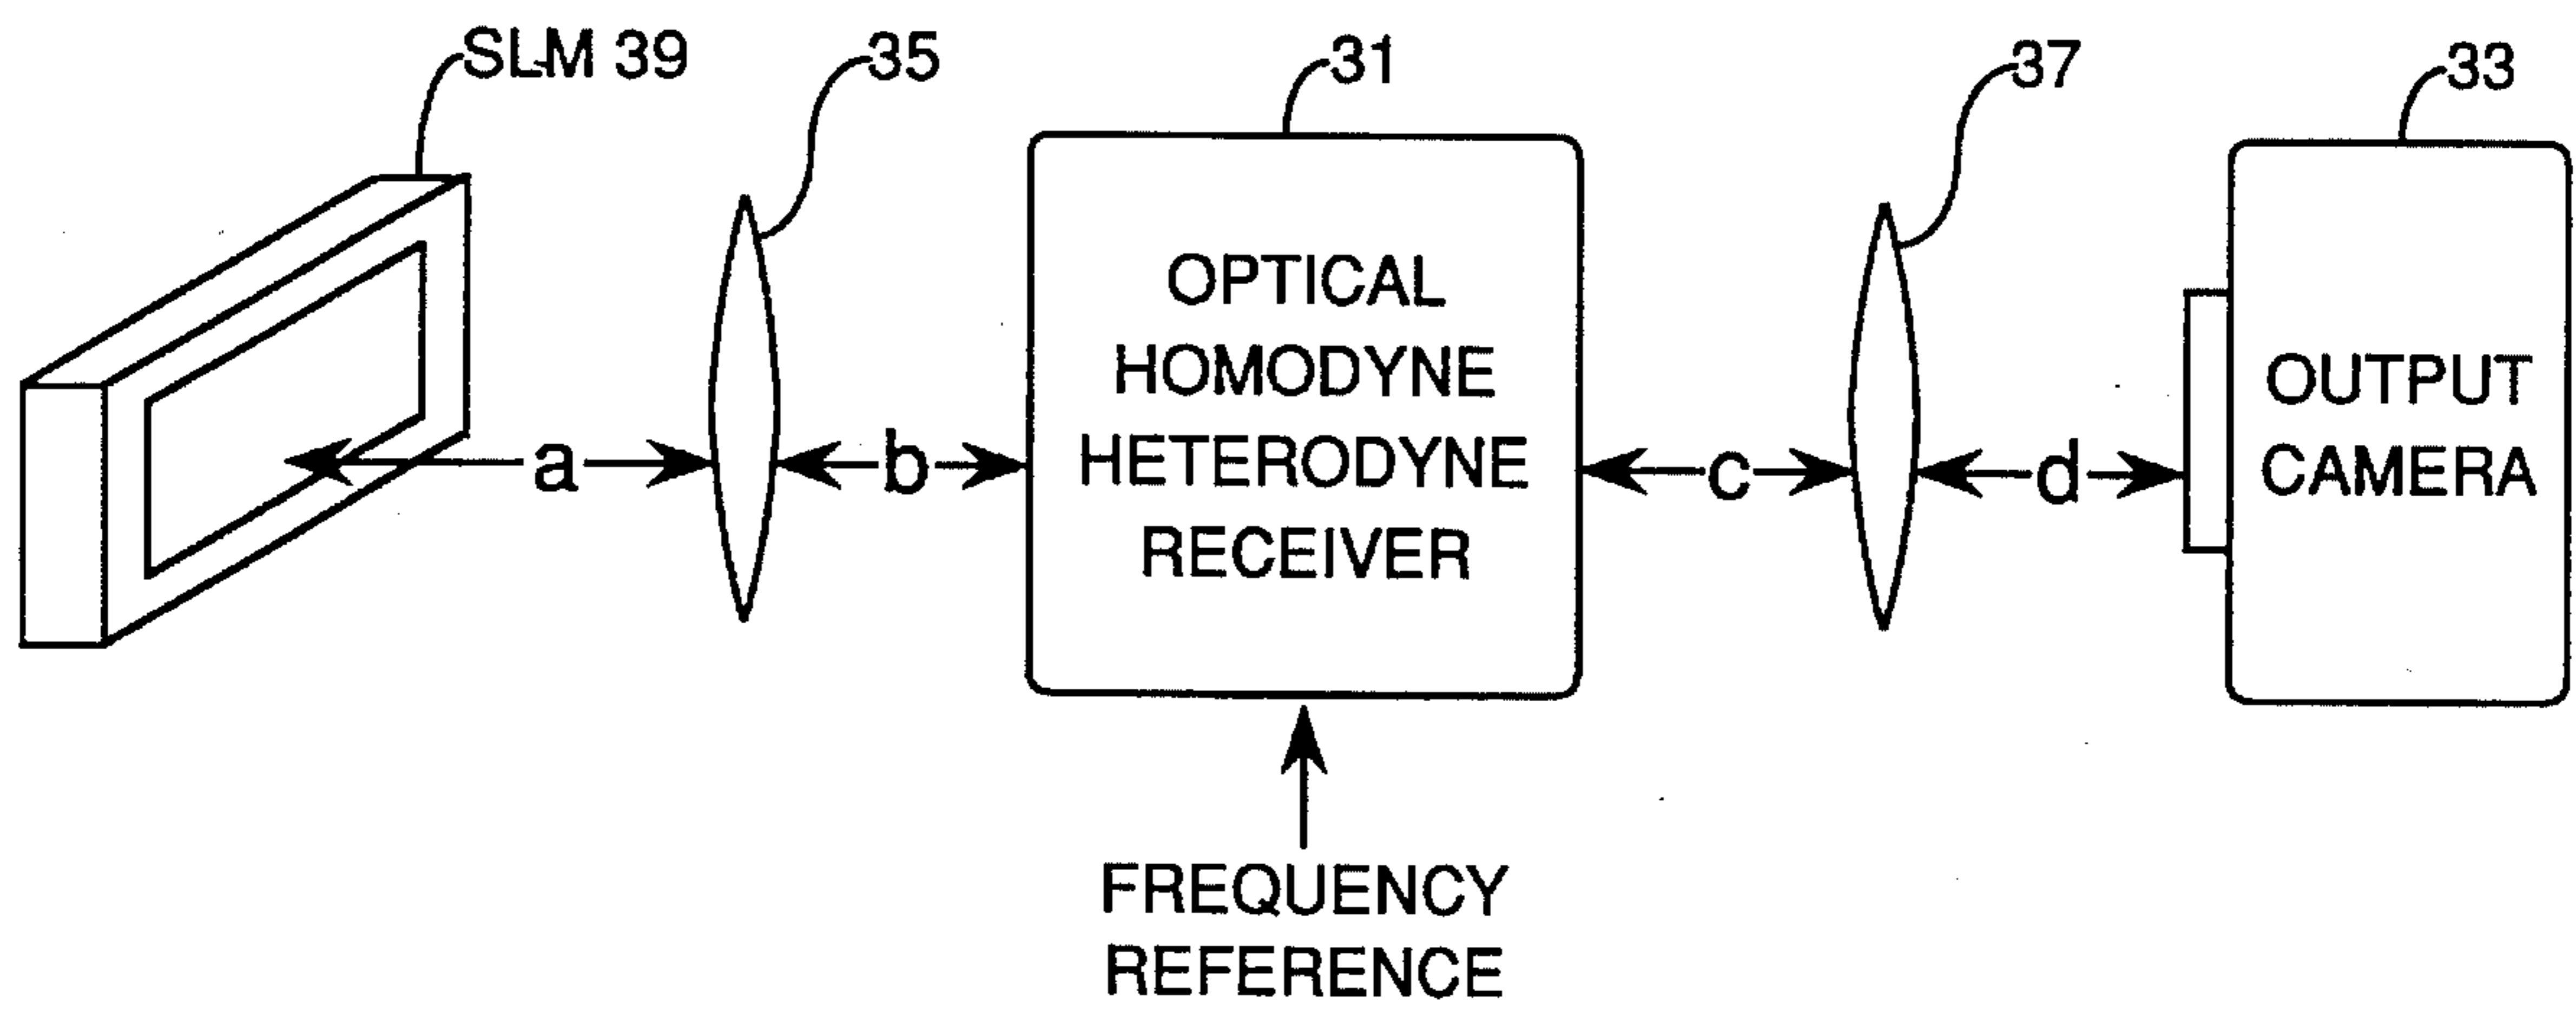 SLM 39
35
31
37
33
OPTICAL
HOMODYNE
HETERODYNE
RECEIVER
OUTPUT
CAMERA
a
b
c
d
FREQUENCY
REFERENCE